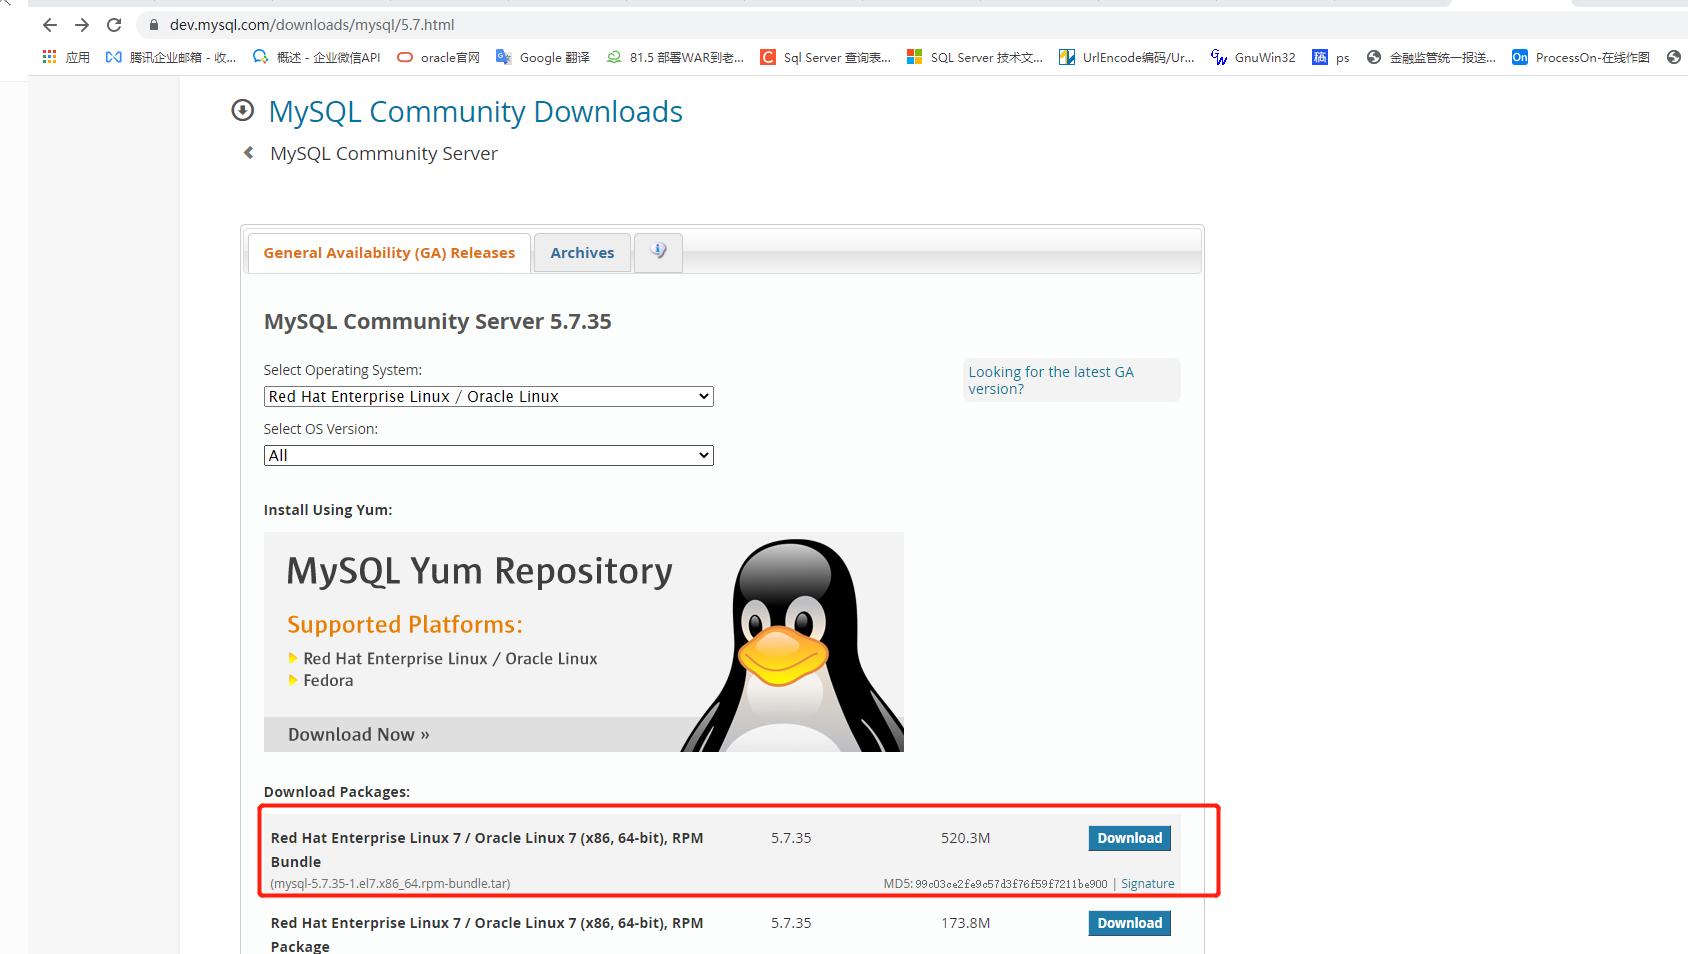 dev.mysql.com/downloads/mysql/5.7.html
应用 腾讯企业邮箱 - 收... 概述 - 企业微信API oracle官网 Google 翻译 81.5 部署WAR到老... Sql Server 查询表... SQL Server 技术文... UrlEncode编码/Ur... GnuWin32 ps 金融监管统一报送... On ProcessOn-在线作图
MySQL Community Downloads
MySQL Community Server
General Availability (GA) Releases Archives
MySQL Community Server 5.7.35
Select Operating System:
Looking for the latest GA
version?
Red Hat Enterprise Linux / Oracle Linux
Select OS Version:
All
Install Using Yum:
MySQL Yum Repository
Supported Platforms:
Red Hat Enterprise Linux / Oracle Linux
Fedora
Download Now »
Download Packages:
Red Hat Enterprise Linux 7 / Oracle Linux 7 (x86, 64-bit), RPM 5.7.35 520.3M Download
Bundle
(mysql-5.7.35-1.el7.x86_64.rpm-bundle.tar) MD5: 99c03ce2fe9c57d3f76f59f7211be900 | Signature
Red Hat Enterprise Linux 7 / Oracle Linux 7 (x86, 64-bit), RPM 5.7.35 173.8M Download
Package